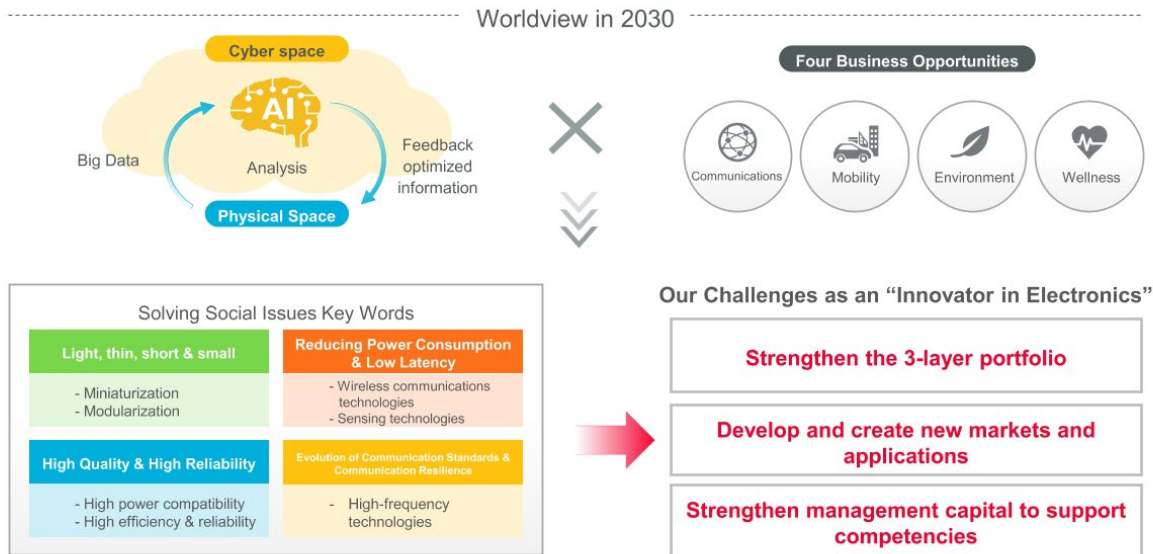 Worldview in 2030
Cyber space
AI
Big Data
Analysis
Feedback
optimized
information
Physical Space
Four Business Opportunities
Communications
Mobility
Environment
Wellness
Solving Social Issues Key Words
Light, thin, short & small
- Miniaturization
- Modularization
Reducing Power Consumption
& Low Latency
- Wireless communications
technologies
- Sensing technologies
High Quality & High Reliability
- High power compatibility
- High efficiency & reliability
Evolution of Communication Standards &
Communication Resilience
- High-frequency
technologies
Our Challenges as an “Innovator in Electronics”
Strengthen the 3-layer portfolio
Develop and create new markets and
applications
Strengthen management capital to support
competencies